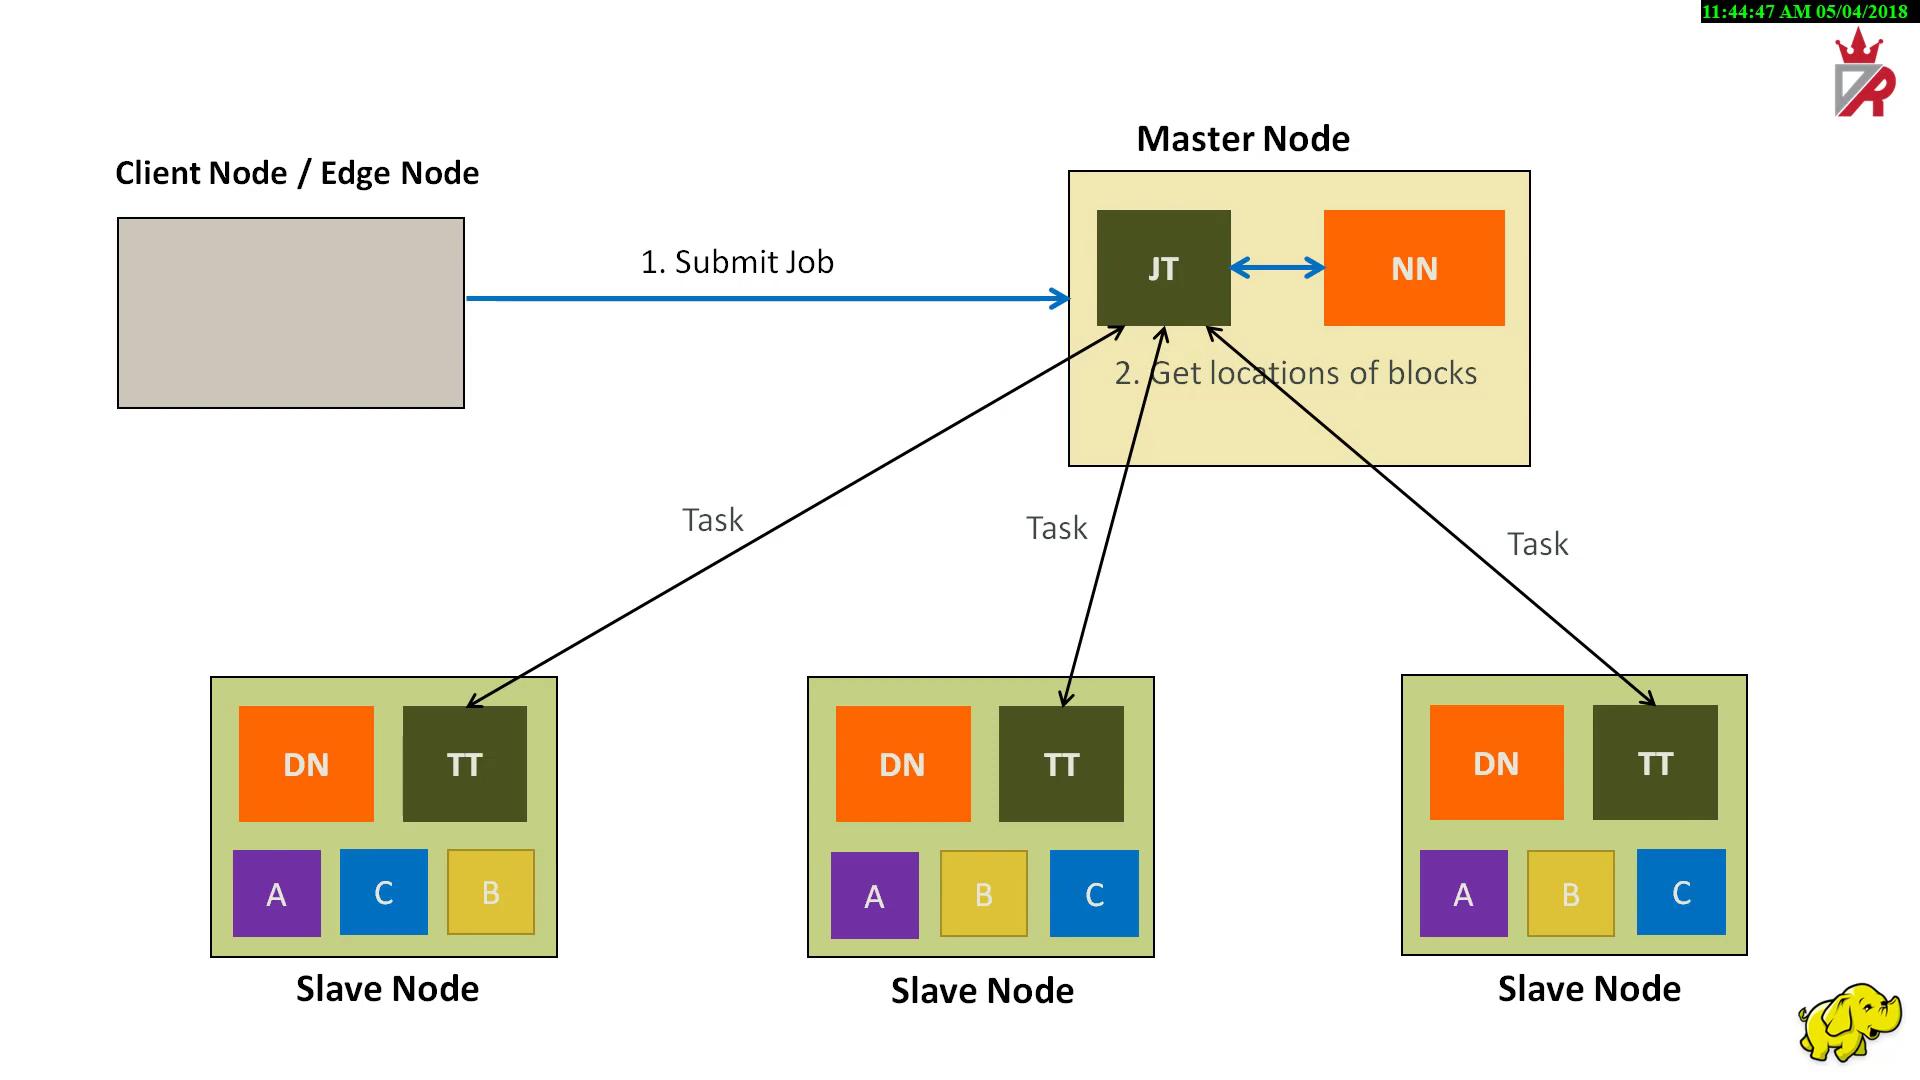 11:44:47 AM 05/04/2018
Master Node
Client Node / Edge Node
1. Submit Job
JT
NN
2. Get locations of blocks
Task
Task
Task
DN
TT
A
C
B
Slave Node
DN
TT
A
B
C
Slave Node
DN
TT
A
B
C
Slave Node